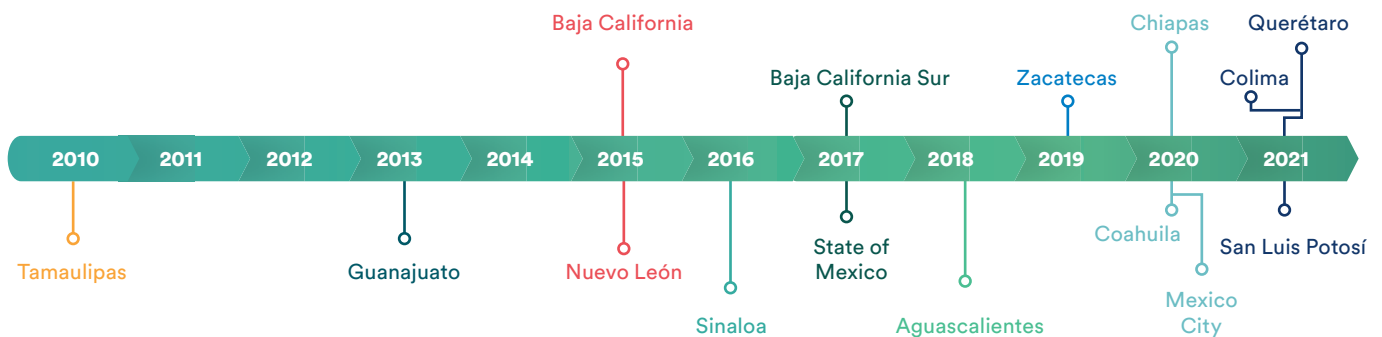 Baja California
Chiapas
Querétaro
Baja California Sur
Zacatecas
Colima
2010 2011 2012 2013 2014 2015 2016 2017 2018 2019 2020 2021
Tamaulipas
Guanajuato
Nuevo León
Sinaloa
State of
Mexico
Aguascalientes
Coahuila
Mexico
City
San Luis Potosí